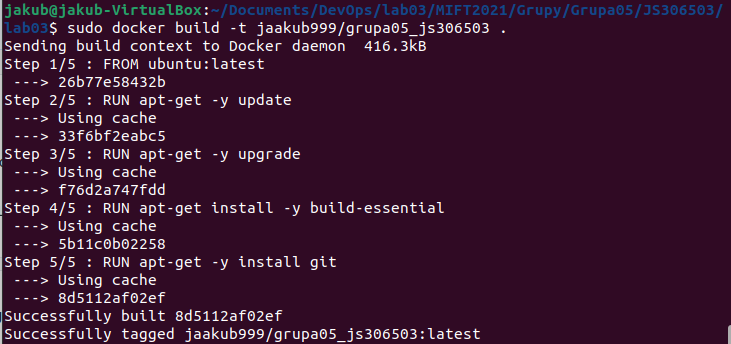 jakub@jakub-VirtualBox:~/Documents/DevOps/lab03/MIFT2021/Grupy/Grupa05/JS306503/
lab03$ sudo docker build -t jaakub999/grupa05_js306503 .
Sending build context to Docker daemon  416.3kB
Step 1/5 : FROM ubuntu:latest
 ---> 26b77e58432b
Step 2/5 : RUN apt-get -y update
 ---> Using cache
 ---> 33f6bf2eabc5
Step 3/5 : RUN apt-get -y upgrade
 ---> Using cache
 ---> f76d2a747fdd
Step 4/5 : RUN apt-get install -y build-essential
 ---> Using cache
 ---> 5b11c0b02258
Step 5/5 : RUN apt-get -y install git
 ---> Using cache
 ---> 8d5112af02ef
Successfully built 8d5112af02ef
Successfully tagged jaakub999/grupa05_js306503:latest